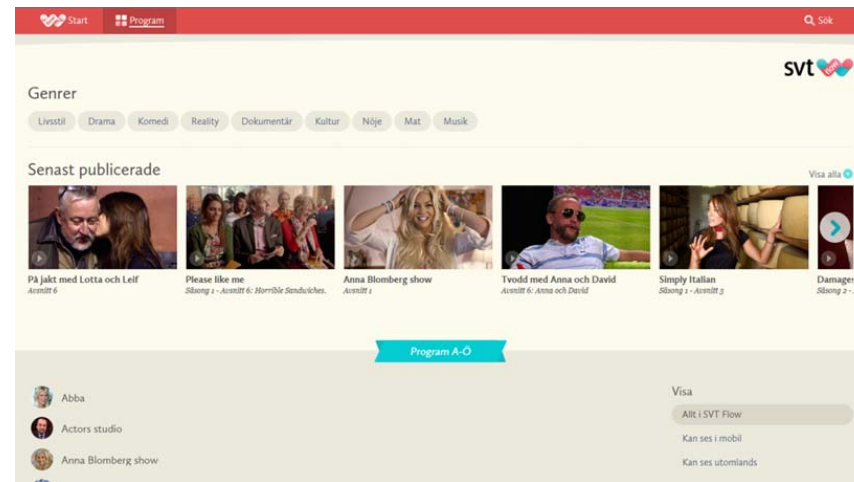 Start
Program
Sök
svt flow
Genrer
Livsstil
Drama
Komedi
Reality
Dokumentär
Kultur
Nöje
Mat
Musik
Senast publicerade
Visa alla
På jakt med Lotta och Leif
Avsnitt 6
Please like me
Säsong 1 - Avsnitt 6: Horrible Sandwiches.
Anna Blomberg show
Avsnitt 1
Tvodd med Anna och David
Avsnitt 6: Anna och David
Simply Italian
Säsong 1 - Avsnitt 3
Damages
Säsong 2 -
Program A-Ö
Abba
Actors studio
Anna Blomberg show
Visa
Allt i SVT Flow
Kan ses i mobil
Kan ses utomlands